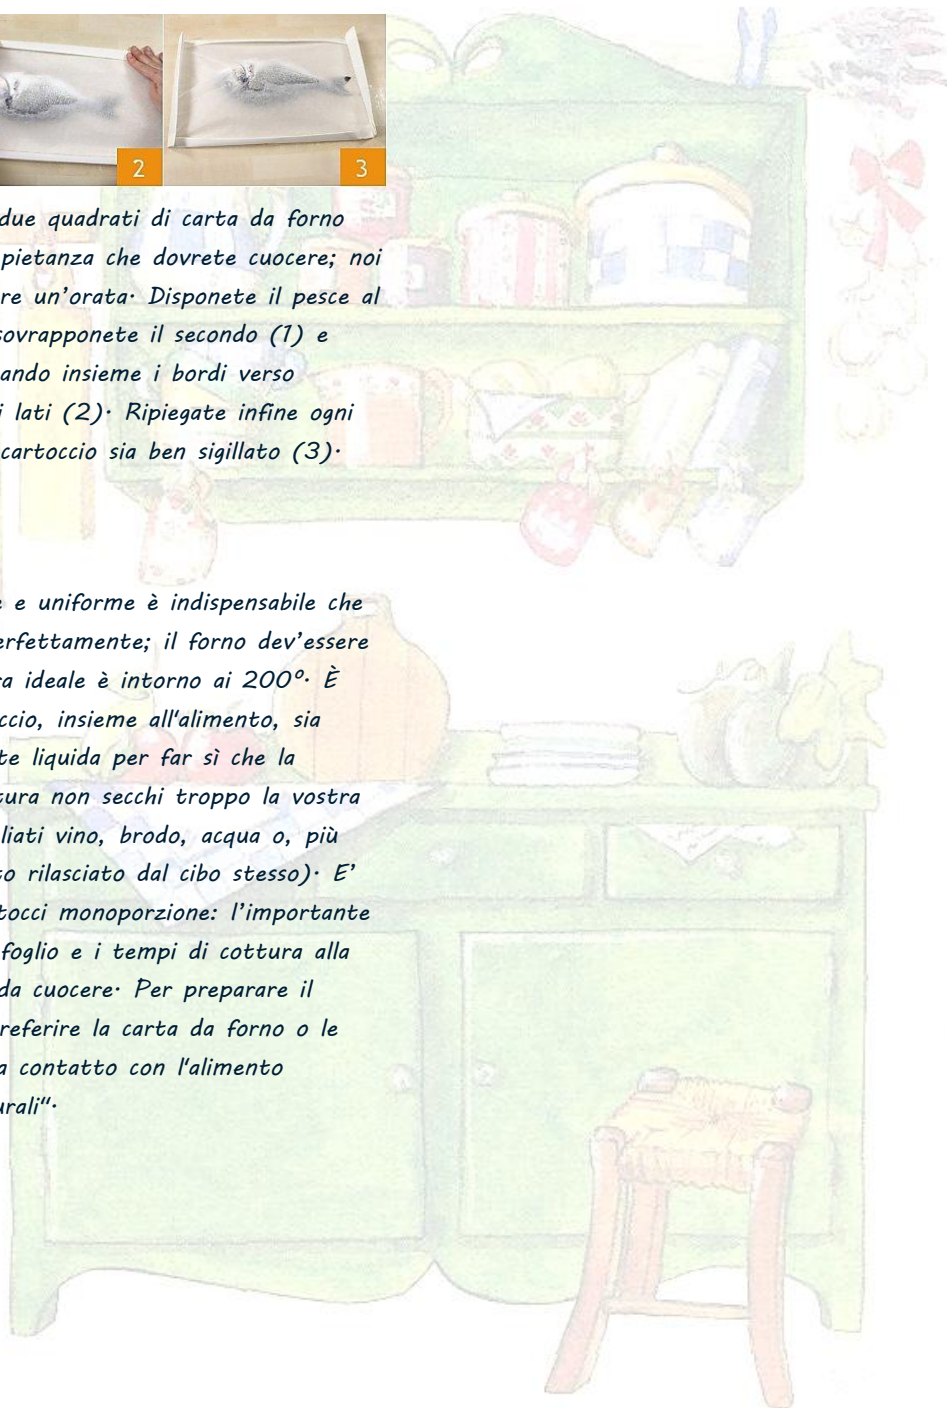 2 3
due quadrati di carta da forno
pietanza che dovrete cuocere; noi
re un’orata· Disponete il pesce al
sovrapponete il secondo (1) e
ando insieme i bordi verso
i lati (2)· Ripiegate infine ogni
cartoccio sia ben sigillato (3)·
e e uniforme è indispensabile che
erfettamente; il forno dev’essere
ra ideale è intorno ai 200°· È
ccio, insieme all'alimento, sia
te liquida per far sì che la
tura non secchi troppo la vostra
liati vino, brodo, acqua o, più
to rilasciato dal cibo stesso)· E’
tocci monoporzione: l’importante
foglio e i tempi di cottura alla
da cuocere· Per preparare il
referire la carta da forno o le
a contatto con l'alimento
urali“·